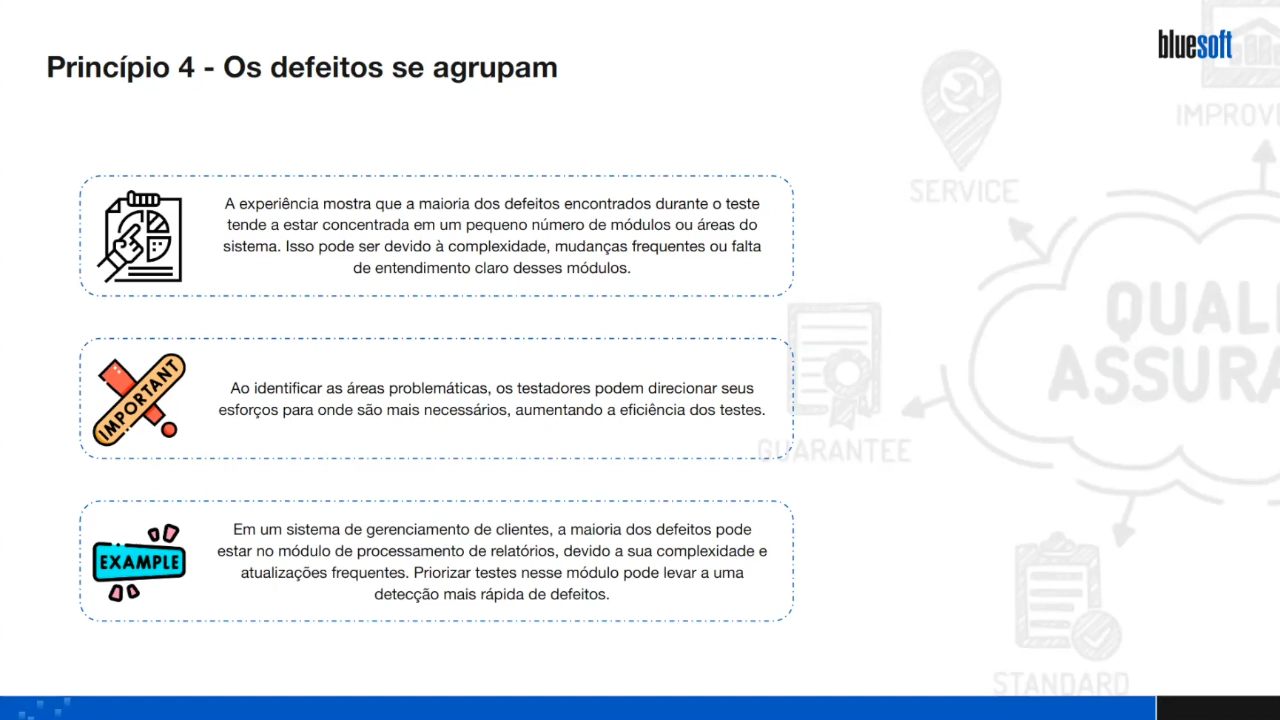 bluesoft
Princípio 4 - Os defeitos se agrupam
IMPROV
SERVICE
A experiência mostra que a maioria dos defeitos encontrados durante o teste
tende a estar concentrada em um pequeno número de módulos ou áreas do
sistema. Isso pode ser devido à complexidade, mudanças frequentes ou falta
de entendimento claro desses módulos.
QUALI
ASSURA
IMPORTANT
Ao identificar as áreas problemáticas, os testadores podem direcionar seus
esforços para onde são mais necessários, aumentando a eficiência dos testes.
GUARANTEE
EXAMPLE
Em um sistema de gerenciamento de clientes, a maioria dos defeitos pode
estar no módulo de processamento de relatórios, devido a sua complexidade e
atualizações frequentes. Priorizar testes nesse módulo pode levar a uma
detecção mais rápida de defeitos.
STANDARD